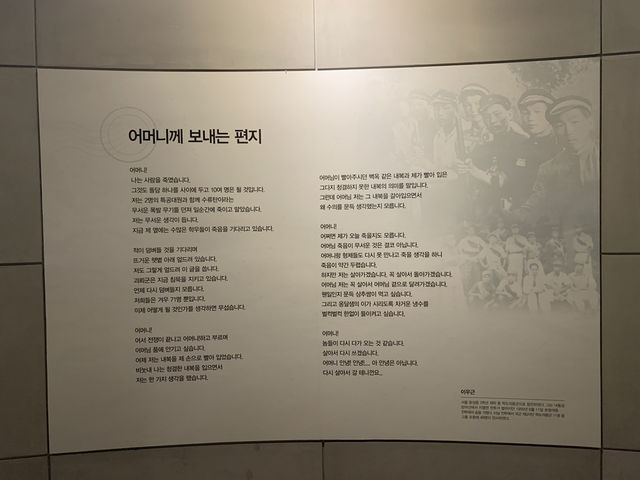 어머니께 보내는 편지
어머니!
나는 사람을 죽였습니다.
그것도 돌담 하나를 사이에 두고 10여 명은 될 것입니다.
저는 2명의 특공대원과 함께 수류탄이라는
무서운 폭발 무기를 던져 일순간에 죽이고 말았습니다.
저는 무서운 생각이 듭니다.
지금 제 옆에는 수많은 학우들이 죽음을 기다리고 있습니다.
적이 덤벼들 것을 기다리며
뜨거운 햇볕 아래 엎드려 있습니다.
저도 그렇게 엎드려 이 글을 씁니다.
괴뢰군은 지금 침묵을 지키고 있습니다.
언제 다시 덤벼들지 모릅니다.
저희들은 겨우 71명 뿐입니다.
이제 어떻게 될 것인가를 생각하면 무섭습니다.
어머니!
어서 전쟁이 끝나고 어머니!하고 부르며
어머님 품에 안기고 싶습니다.
어제 저는 내복을 제 손으로 빨아 입었습니다.
비눗내 나는 청결한 내복을 입으면서
저는 한 가지 생각을 했습니다.
어머님이 빨아주시던 백옥 같은 내복과 제가 빨아 입은
그다지 청결하지 못한 내복의 의미를 말입니다.
그런데 어머님 저는 그 내복을 갈아입으면서
왜 수의를 문득 생각했는지 모릅니다.
어머니!
어쩌면 제가 오늘 죽을지도 모릅니다.
어머님 죽음이 무서운 것은 결코 아닙니다.
어머니랑 형제들도 다시 못 만나고 죽을 생각을 하니
죽음이 약간 두렵습니다.
하지만 저는 살아가겠습니다. 꼭 살아서 돌아가겠습니다.
어머님 저는 꼭 살아서 어머님 곁으로 달려가겠습니다.
웬일인지 문득 상추쌈이 먹고 싶습니다.
그리고 옹달샘의 이가 시리도록 차거운 냉수를
벌컥벌컥 한없이 들이켜고 싶습니다.
어머니!
놈들이 다시 다가 오는 것 같습니다.
살아서 다시 쓰겠습니다.
어머니 안녕! 안녕!.... 아 안녕은 아닙니다.
다시 살아서 갈 테니깐요..
이우근